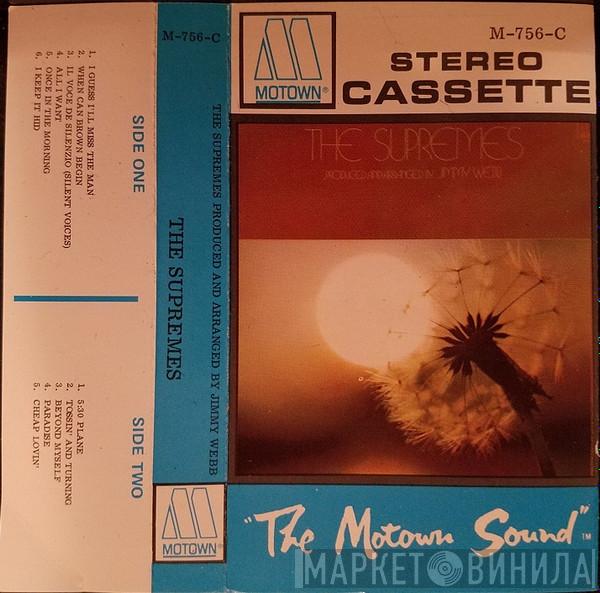 SIDE ONE
1. I GUESS I'LL MISS THE MAN
2. WHEN CAN BROWN BEGIN
3. IL VOCE DE SILENZIO (SILENT VOICES)
4. ALL I WANT
5. ONCE IN THE MORNING
6. I KEEP IT HID
SIDE TWO
1. 5:30 PLANE
2. TOSSIN' AND TURNING
3. BEYOND MYSELF
4. PARADISE
5. CHEAP LOVIN'
M-756-C
THE SUPREMES PRODUCED AND ARRANGED BY JIMMY WEBB
THE SUPREMES
MOTOWN®
MOTOWN®
M-756-C
STEREO
CASSETTE
THE SUPREMES
PRODUCED AND ARRANGED BY JIMMY WEBB
"The Motown Sound"™
МАРКЕТ ВИНИЛА